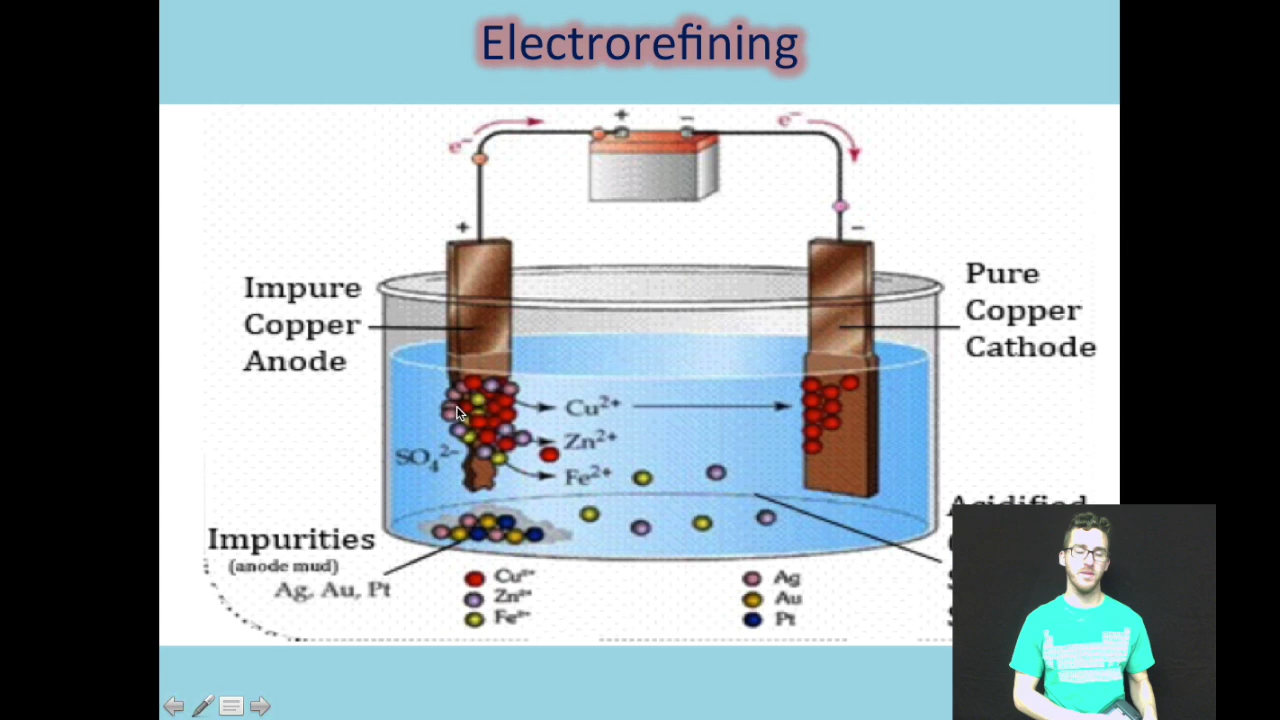 Electrorefining
+ −
e⁻ e⁻
+ −
Impure
Copper
Anode
Pure
Copper
Cathode
Cu²⁺
Zn²⁺
SO₄²⁻
Fe²⁺
Acidified
Impurities
(anode mud)
Ag, Au, Pt
Cu²⁺
Zn²⁺
Fe²⁺
Ag
Au
Pt